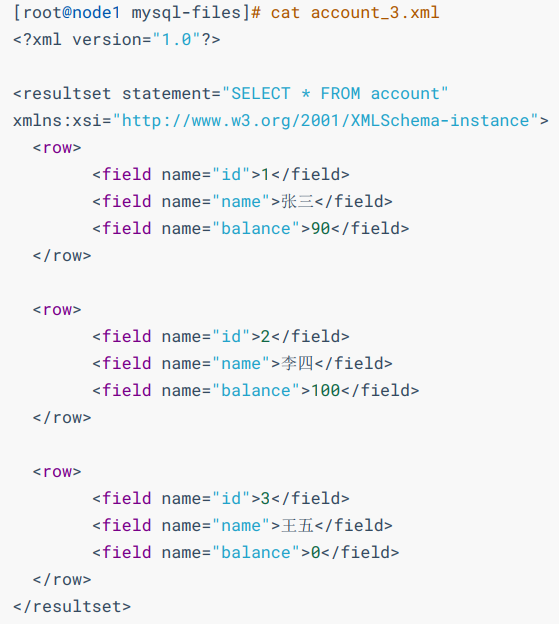 [root@node1 mysql-files]# cat account_3.xml
<?xml version="1.0"?>
<resultset statement="SELECT * FROM account"
xmlns:xsi="http://www.w3.org/2001/XMLSchema-instance">
<row>
<field name="id">1</field>
<field name="name">张三</field>
<field name="balance">90</field>
</row>
<row>
<field name="id">2</field>
<field name="name">李四</field>
<field name="balance">100</field>
</row>
<row>
<field name="id">3</field>
<field name="name">王五</field>
<field name="balance">0</field>
</row>
</resultset>